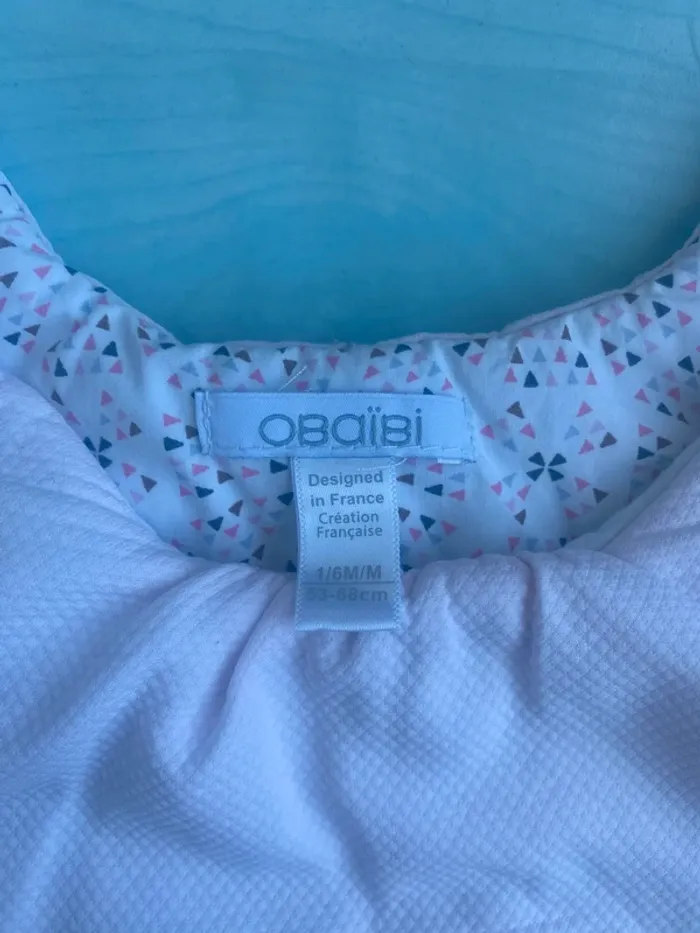 OBaïBi
Designed
in France
Création
Française
1/6M/M
53-68cm